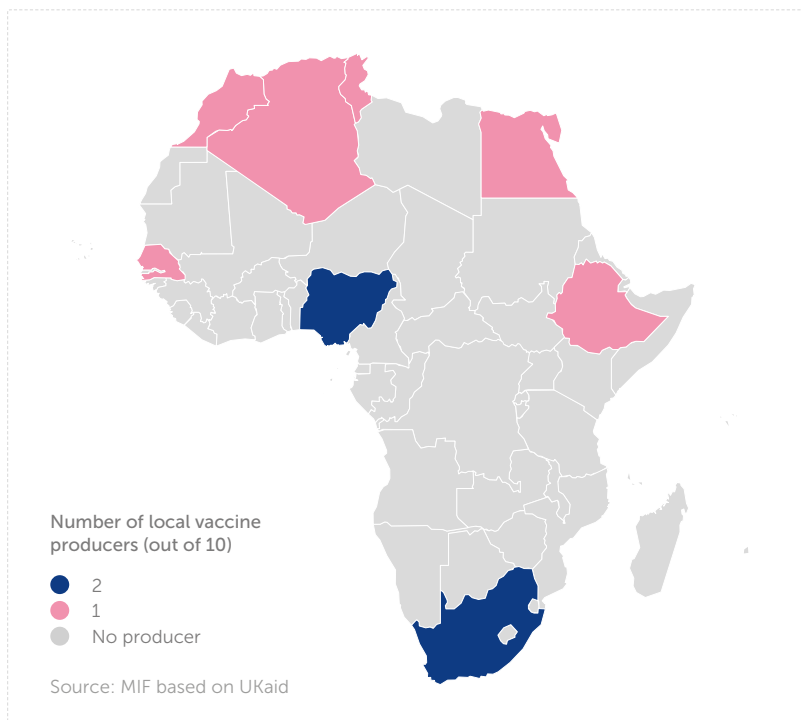 Number of local vaccine
producers (out of 10)
2
1
No producer
Source: MIF based on UKaid